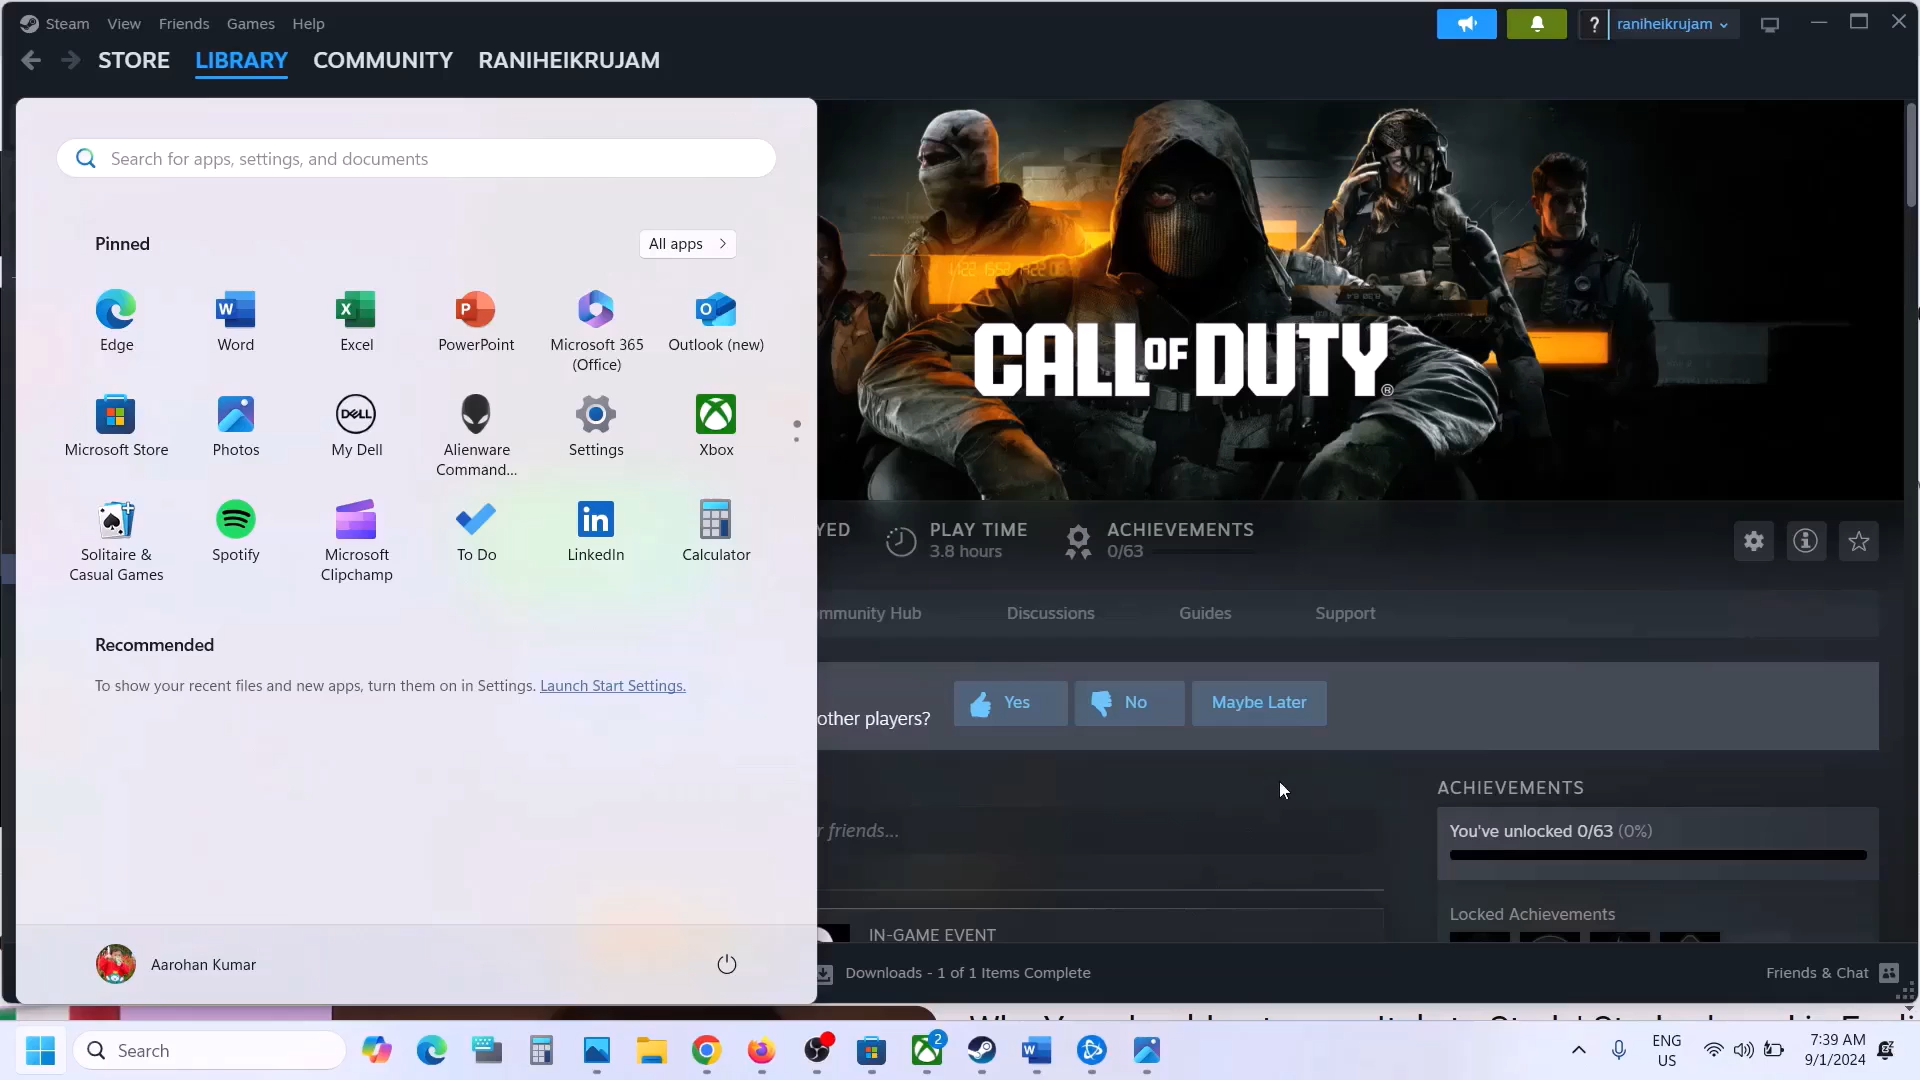 Steam View Friends Games Help
raniheikrujam
STORE LIBRARY COMMUNITY RANIHEIKRUJAM
Search for apps, settings, and documents
Pinned
All apps
Edge
Word
Excel
PowerPoint
Microsoft 365
(Office)
Outlook (new)
Microsoft Store
Photos
DELL
My Dell
Alienware
Command...
Settings
Xbox
Solitaire &
Casual Games
Spotify
Microsoft
Clipchamp
To Do
LinkedIn
Calculator
Recommended
To show your recent files and new apps, turn them on in Settings. Launch Start Settings.
Aarohan Kumar
CALL OF DUTY®
YED
PLAY TIME
3.8 hours
ACHIEVEMENTS
0/63
mmunity Hub Discussions Guides Support
other players?
Yes
No
Maybe Later
r friends...
ACHIEVEMENTS
You've unlocked 0/63 (0%)
Locked Achievements
IN-GAME EVENT
Downloads - 1 of 1 Items Complete
Friends & Chat
Search
2
ENG
US
7:39 AM
9/1/2024